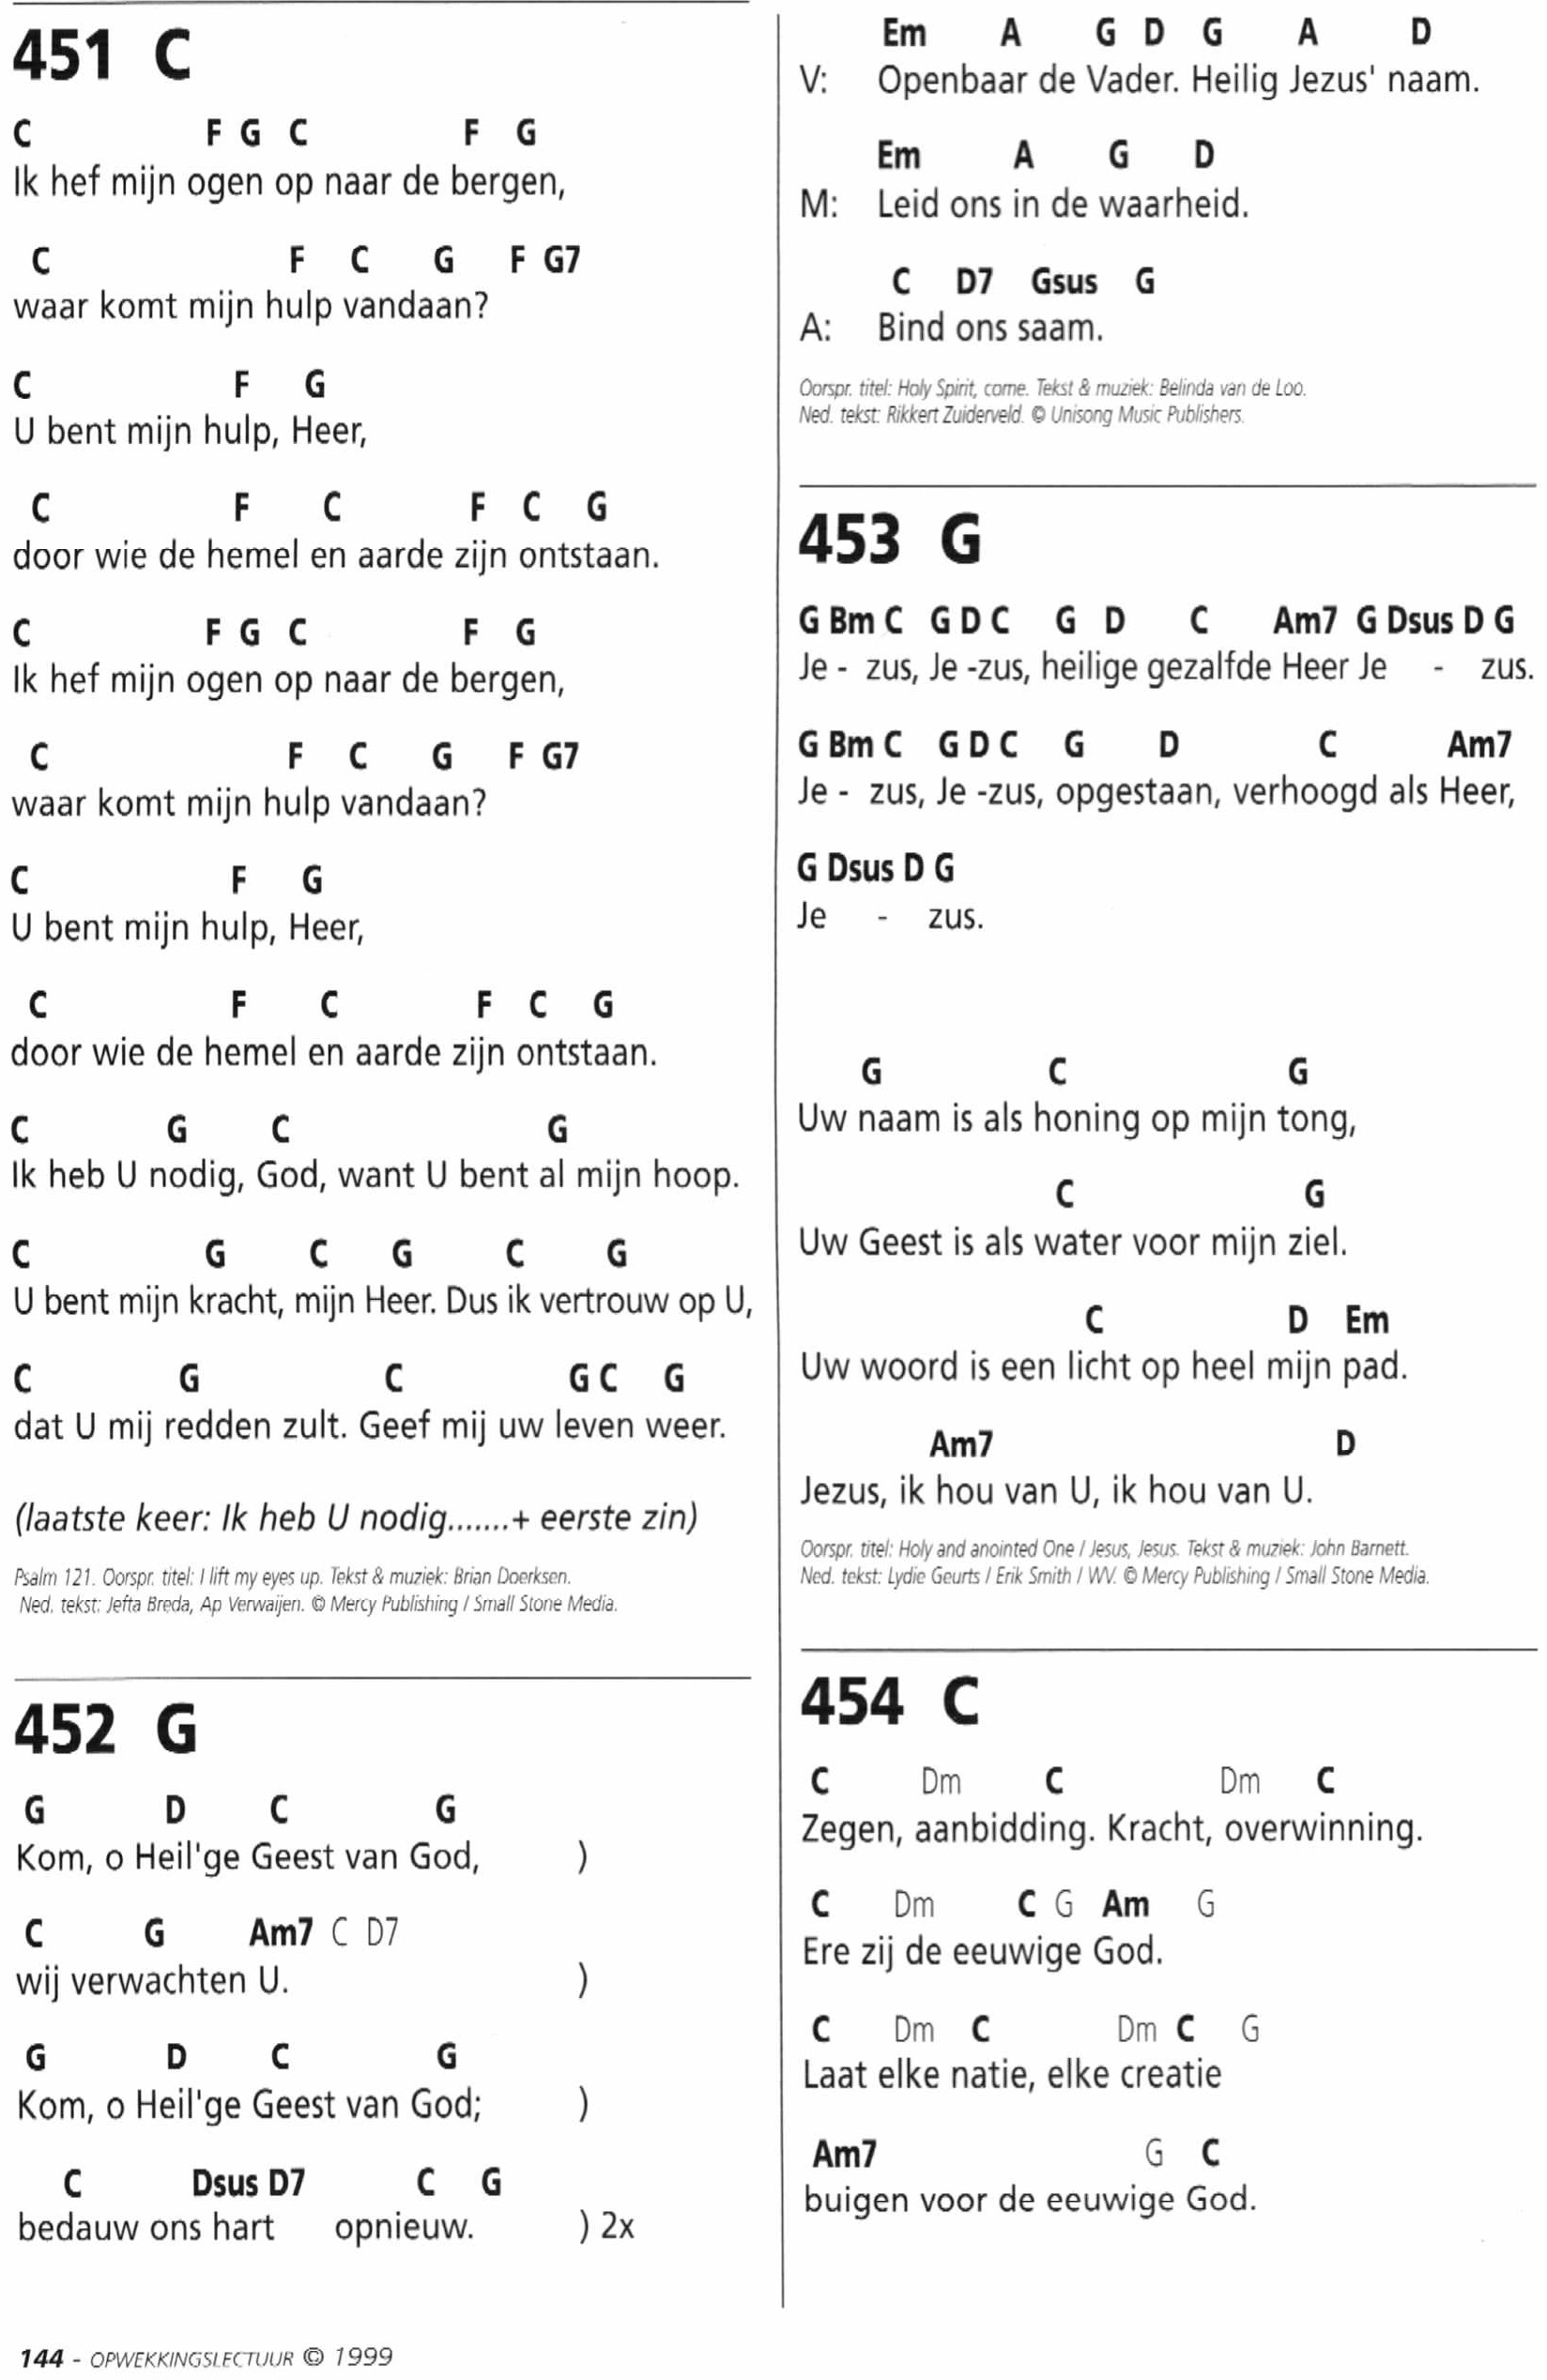 451 C
C F G C F G
Ik hef mijn ogen op naar de bergen,
C F C G F G7
waar komt mijn hulp vandaan?
C F G
U bent mijn hulp, Heer,
C F C F C G
door wie de hemel en aarde zijn ontstaan.
C F G C F G
Ik hef mijn ogen op naar de bergen,
C F C G F G7
waar komt mijn hulp vandaan?
C F G
U bent mijn hulp, Heer,
C F C F C G
door wie de hemel en aarde zijn ontstaan.
C G C G
Ik heb U nodig, God, want U bent al mijn hoop.
C G C G C G
U bent mijn kracht, mijn Heer. Dus ik vertrouw op U,
C G C G C G
dat U mij redden zult. Geef mij uw leven weer.
(laatste keer: Ik heb U nodig.......+ eerste zin)
Psalm 121. Oorspr. titel: I lift my eyes up. Tekst & muziek: Brian Doerksen.
Ned. tekst: Jefta Breda, Ap Verwaijen. © Mercy Publishing / Small Stone Media.
452 G
G D C G
Kom, o Heil'ge Geest van God, )
C G Am7 C D7
wij verwachten U. )
G D C G
Kom, o Heil'ge Geest van God; )
C Dsus D7 C G
bedauw ons hart opnieuw. ) 2x
Em A G D G A D
V: Openbaar de Vader. Heilig Jezus' naam.
Em A G D
M: Leid ons in de waarheid.
C D7 Gsus G
A: Bind ons saam.
Oorspr. titel: Holy Spirit, come. Tekst & muziek: Belinda van de Loo.
Ned. tekst: Rikkert Zuiderveld. © Unisong Music Publishers.
453 G
G Bm C G D C G D C Am7 G Dsus D G
Je - zus, Je -zus, heilige gezalfde Heer Je - zus.
G Bm C G D C G D C Am7
Je - zus, Je -zus, opgestaan, verhoogd als Heer,
G Dsus D G
Je - zus.
G C G
Uw naam is als honing op mijn tong,
C G
Uw Geest is als water voor mijn ziel.
C D Em
Uw woord is een licht op heel mijn pad.
Am7 D
Jezus, ik hou van U, ik hou van U.
Oorspr. titel: Holy and anointed One / Jesus, Jesus. Tekst & muziek: John Barnett.
Ned. tekst: Lydie Geurts / Erik Smith / WV. © Mercy Publishing / Small Stone Media.
454 C
C Dm C Dm C
Zegen, aanbidding. Kracht, overwinning.
C Dm C G Am G
Ere zij de eeuwige God.
C Dm C Dm C G
Laat elke natie, elke creatie
Am7 G C
buigen voor de eeuwige God.
144 - OPWEKKINGSLECTUUR © 1999